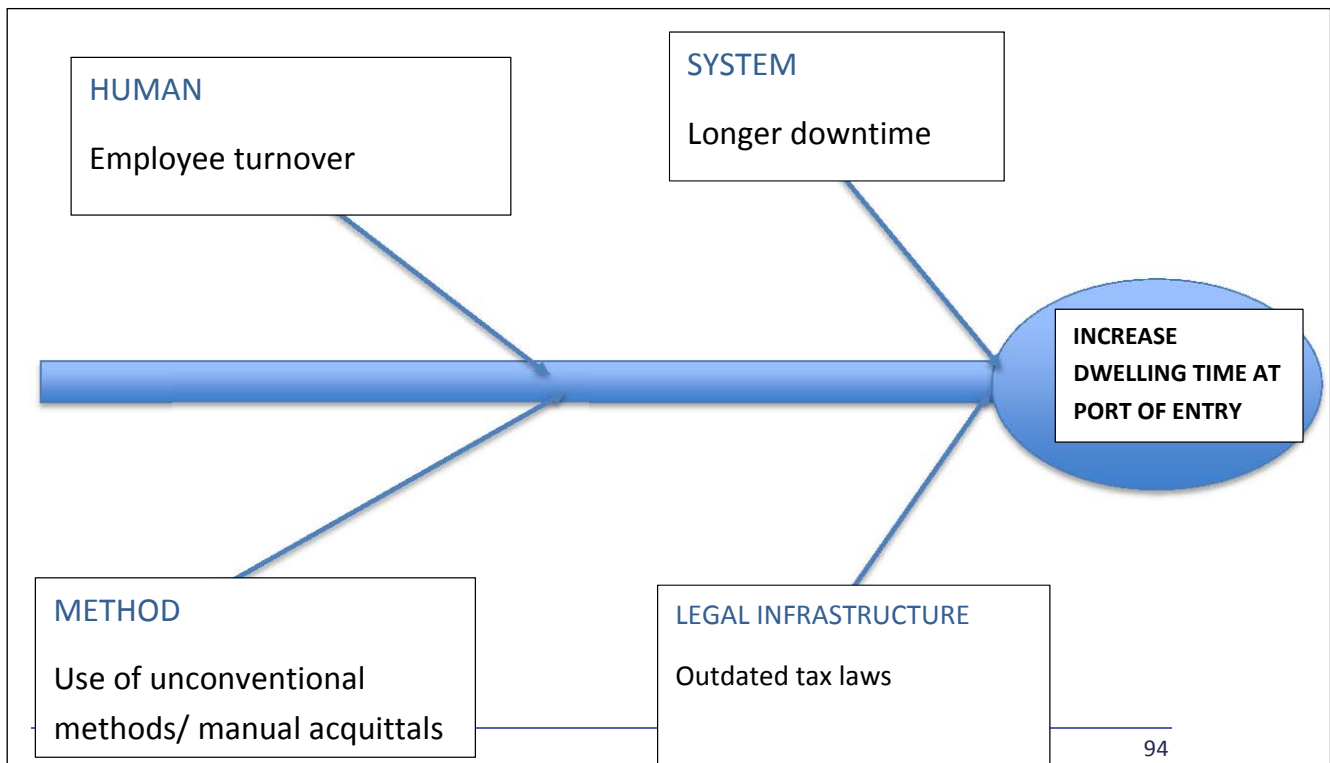 HUMAN
Employee turnover
SYSTEM
Longer downtime
INCREASE
DWELLING TIME AT
PORT OF ENTRY
METHOD
Use of unconventional
methods/ manual acquittals
LEGAL INFRASTRUCTURE
Outdated tax laws
94